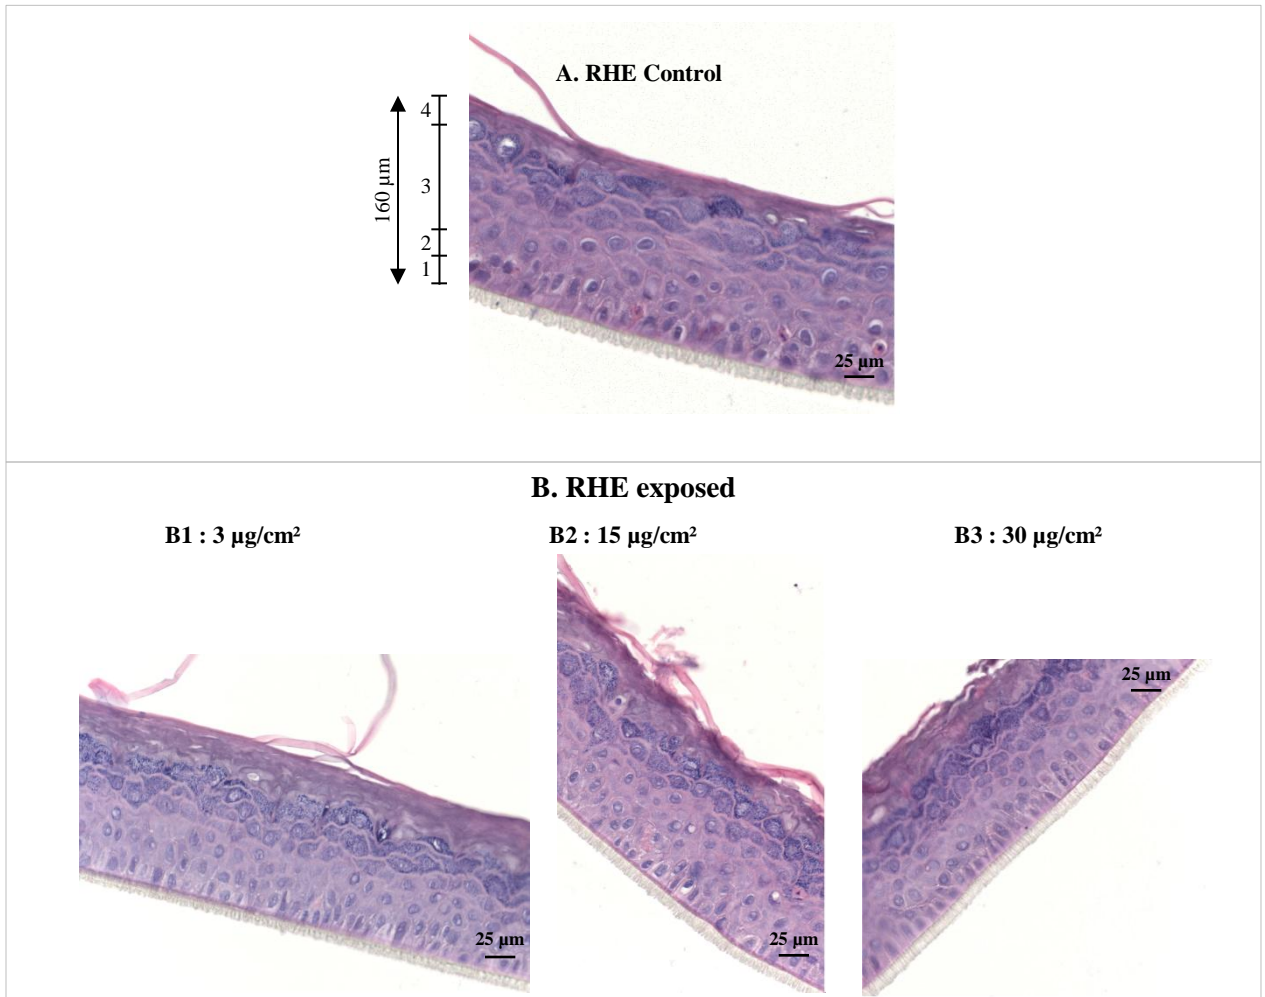 A. RHE Control
4
3
2
1
160 µm
25 µm
B. RHE exposed
B1 : 3 µg/cm²
B2 : 15 µg/cm²
B3 : 30 µg/cm²
25 µm
25 µm
25 µm